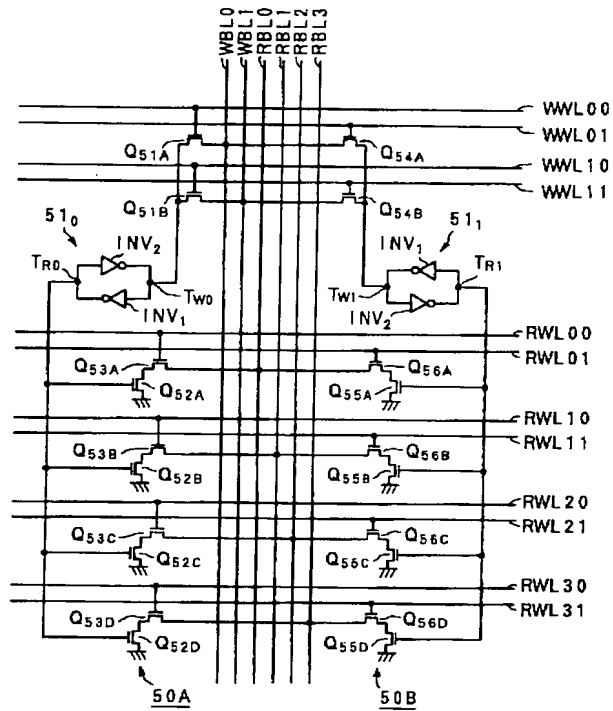 WBL0
WBL1
RBL0
RBL1
RBL2
RBL3
WWL00
WWL01
Q51A
Q54A
WWL10
WWL11
Q51B
Q54B
510
INV2
TR0
TW0
INV1
511
INV1
TR1
TW1
INV2
RWL00
RWL01
Q53A
Q56A
Q52A
Q55A
RWL10
RWL11
Q53B
Q56B
Q52B
Q55B
RWL20
RWL21
Q53C
Q56C
Q52C
Q55C
RWL30
RWL31
Q53D
Q56D
Q52D
Q55D
50A
50B